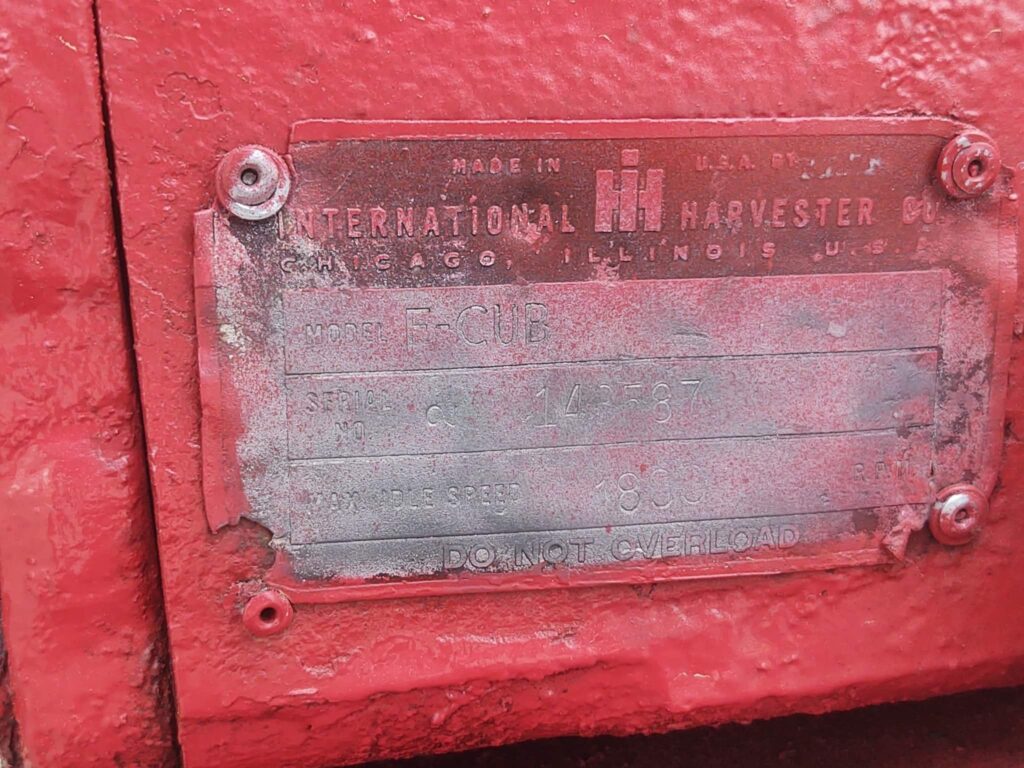 MADE IN IH U.S.A. BY
INTERNATIONAL HARVESTER CO
CHICAGO, ILLINOIS U.S.A
MODEL F-CUB
SERIAL
NO
MAX IDLE SPEED R.P.M.
DO NOT OVERLOAD